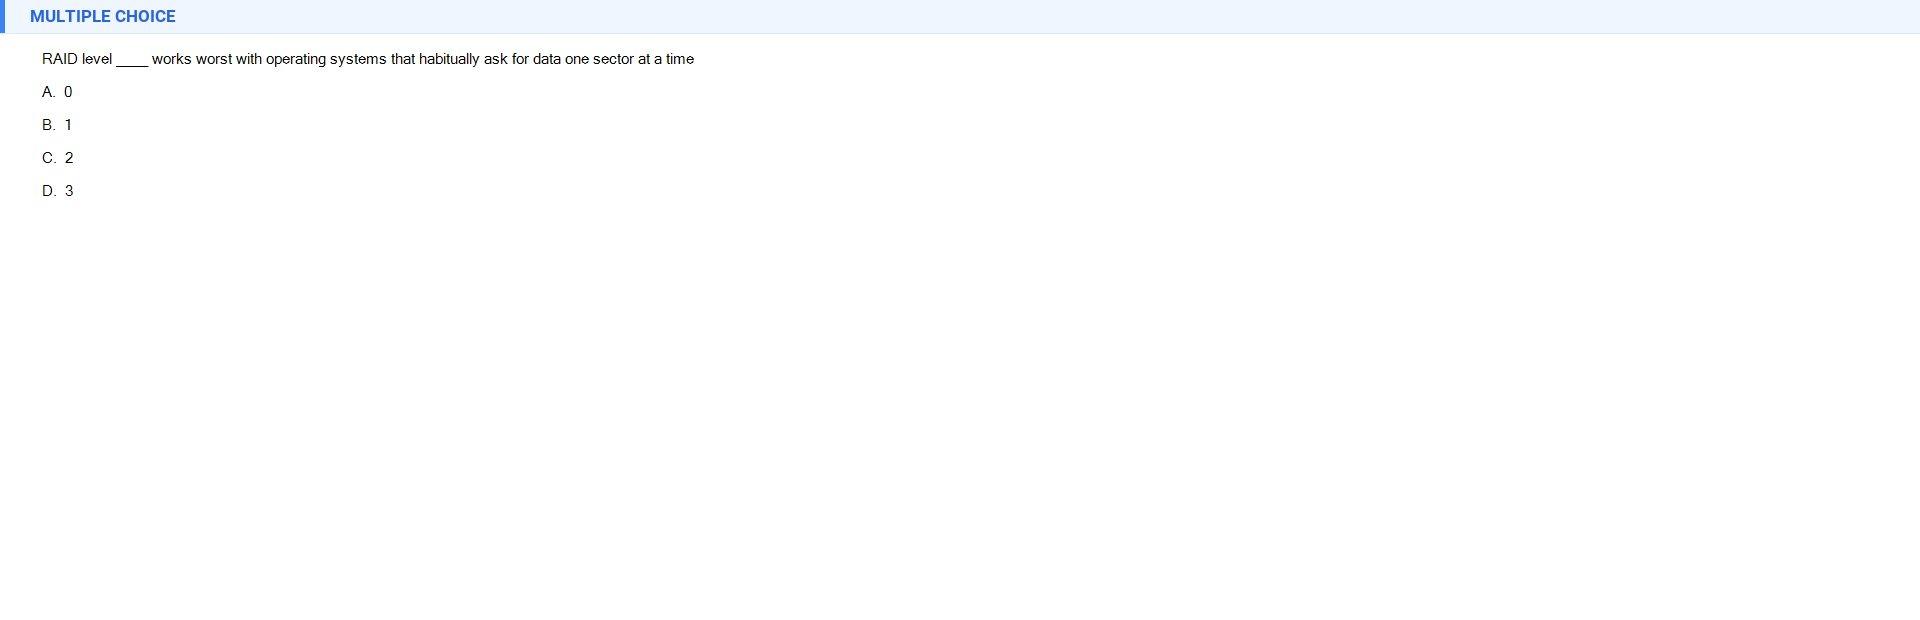 MULTIPLE CHOICE
RAID level ____ works worst with operating systems that habitually ask for data one sector at a time
A. 0
B. 1
C. 2
D. 3